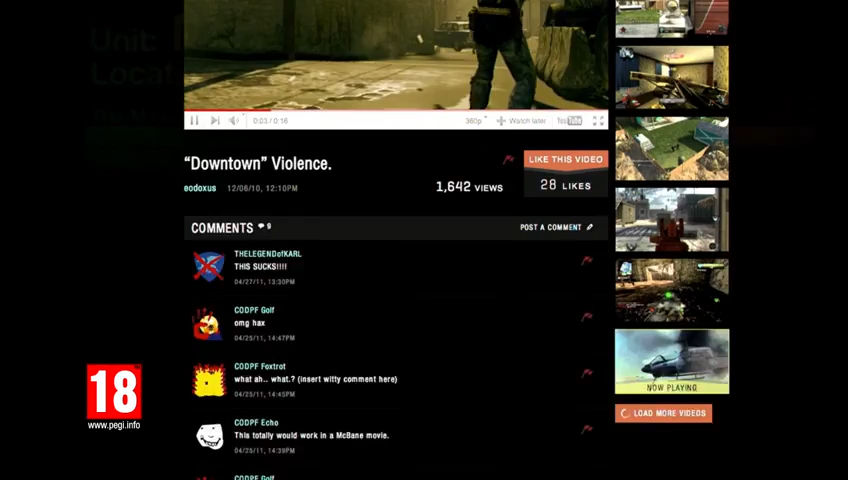 Unit:
Locat
0:03 / 0:16
360p
Watch later
YouTube
"Downtown" Violence.
LIKE THIS VIDEO
eodoxus 12/06/10, 12:10PM
1,642 VIEWS
28 LIKES
COMMENTS 9
POST A COMMENT
THELEGENDofKARL
THIS SUCKS!!!!
04/27/11, 13:30PM
CODPF Golf
omg hax
04/25/11, 14:47PM
CODPF Foxtrot
what ah.. what.? (insert witty comment here)
04/25/11, 14:45PM
CODPF Echo
This totally would work in a McBane movie.
04/25/11, 14:39PM
CODPF Golf
NOW PLAYING
LOAD MORE VIDEOS
18
www.pegi.info